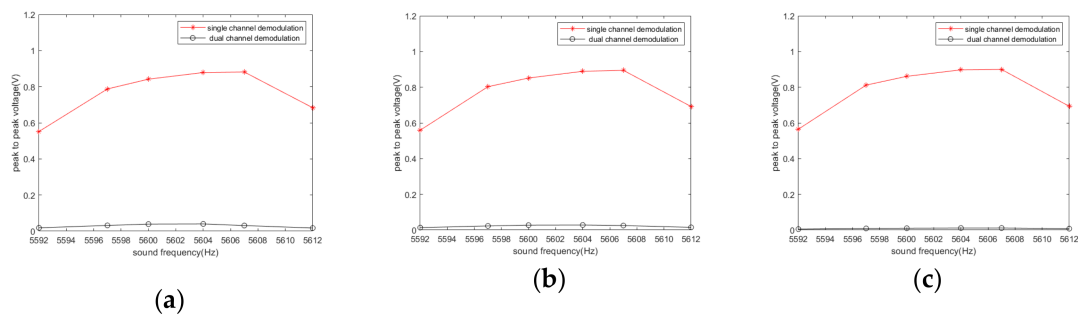 1.2
1
0.8
0.6
0.4
0.2
0
peak to peak voltage(V)
single channel demodulation
dual channel demodulation
5592 5594 5596 5598 5600 5602 5604 5606 5608 5610 5612
sound frequency(Hz)
(a)
1.2
1
0.8
0.6
0.4
0.2
0
peak to peak voltage(V)
single channel demodulation
dual channel demodulation
5592 5594 5596 5598 5600 5602 5604 5606 5608 5610 5612
sound frequency(Hz)
(b)
1.2
1
0.8
0.6
0.4
0.2
0
peak to peak voltage(V)
single channel demodulation
dual channel demodulation
5592 5594 5596 5598 5600 5602 5604 5606 5608 5610 5612
sound frequency(Hz)
(c)